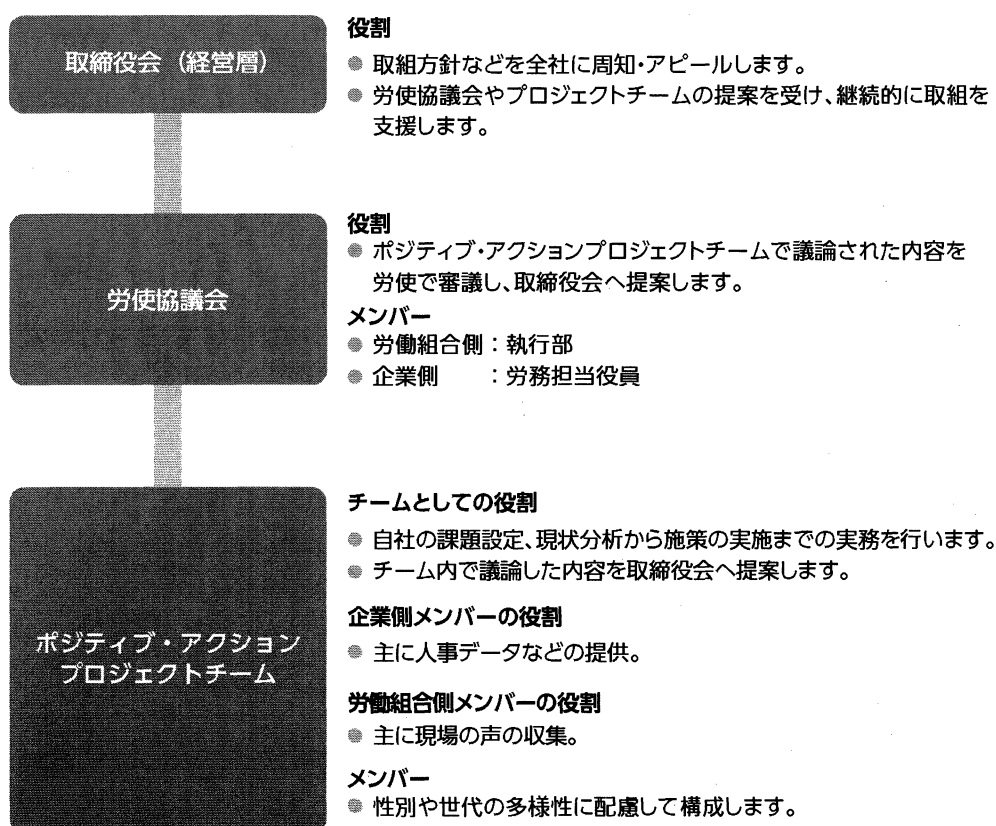 取締役会（経営層）
役割
● 取組方針などを全社に周知・アピールします。
● 労使協議会やプロジェクトチームの提案を受け、継続的に取組を
支援します。
労使協議会
役割
● ポジティブ・アクションプロジェクトチームで議論された内容を
労使で審議し、取締役会へ提案します。
メンバー
● 労働組合側：執行部
● 企業側　　：労務担当役員
ポジティブ・アクション
プロジェクトチーム
チームとしての役割
● 自社の課題設定、現状分析から施策の実施までの実務を行います。
● チーム内で議論した内容を取締役会へ提案します。
企業側メンバーの役割
● 主に人事データなどの提供。
労働組合側メンバーの役割
● 主に現場の声の収集。
メンバー
● 性別や世代の多様性に配慮して構成します。